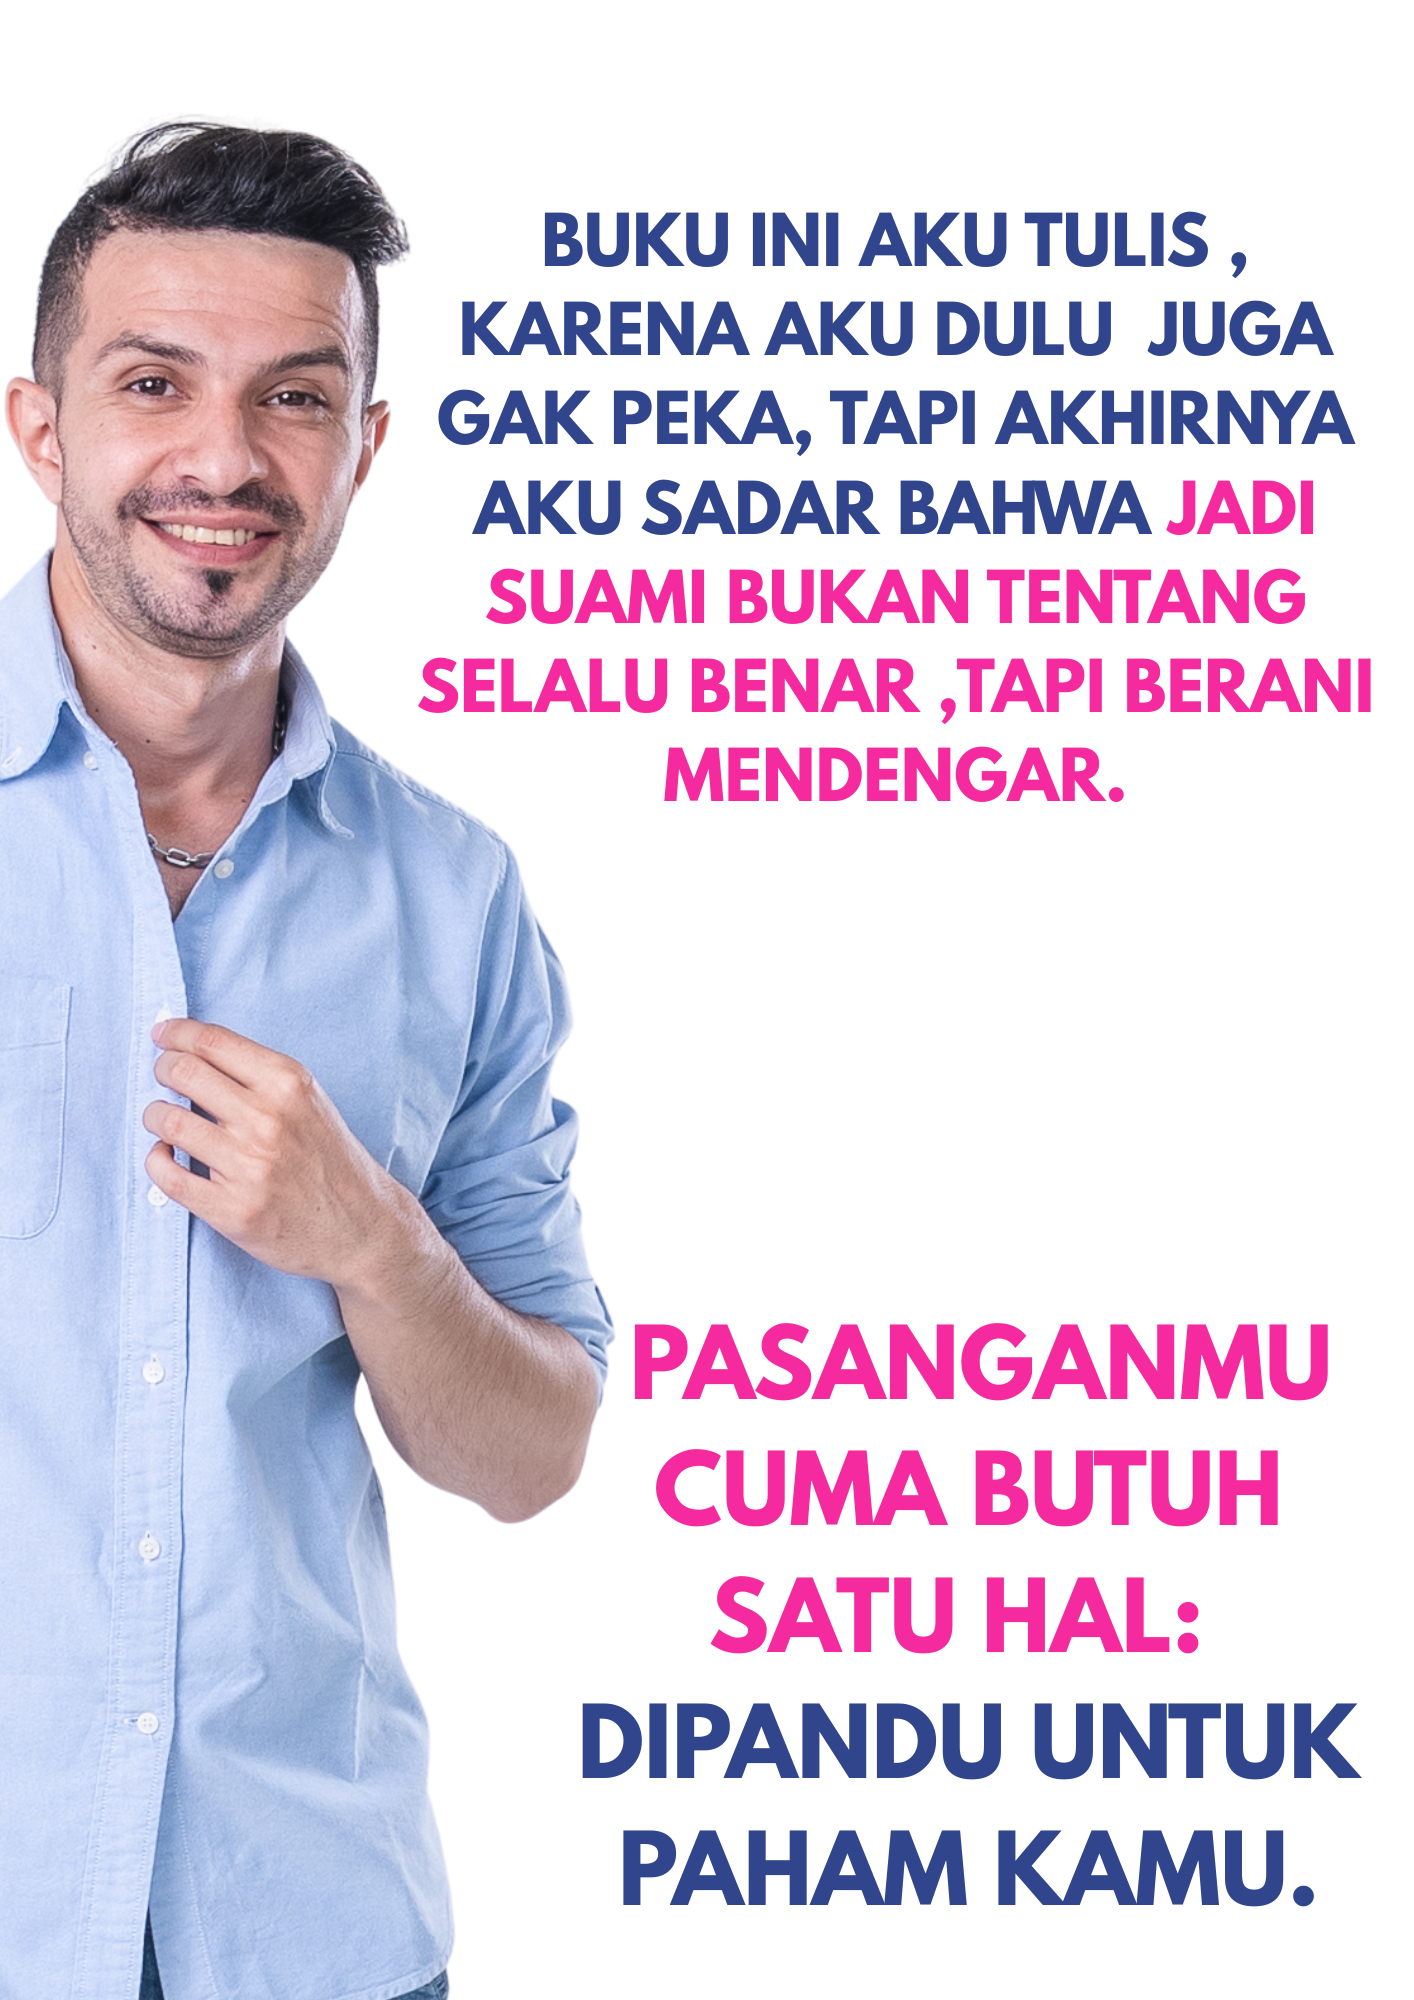 BUKU INI AKU TULIS ,
KARENA AKU DULU JUGA
GAK PEKA, TAPI AKHIRNYA
AKU SADAR BAHWA JADI
SUAMI BUKAN TENTANG
SELALU BENAR ,TAPI BERANI
MENDENGAR.
PASANGANMU
CUMA BUTUH
SATU HAL:
DIPANDU UNTUK
PAHAM KAMU.